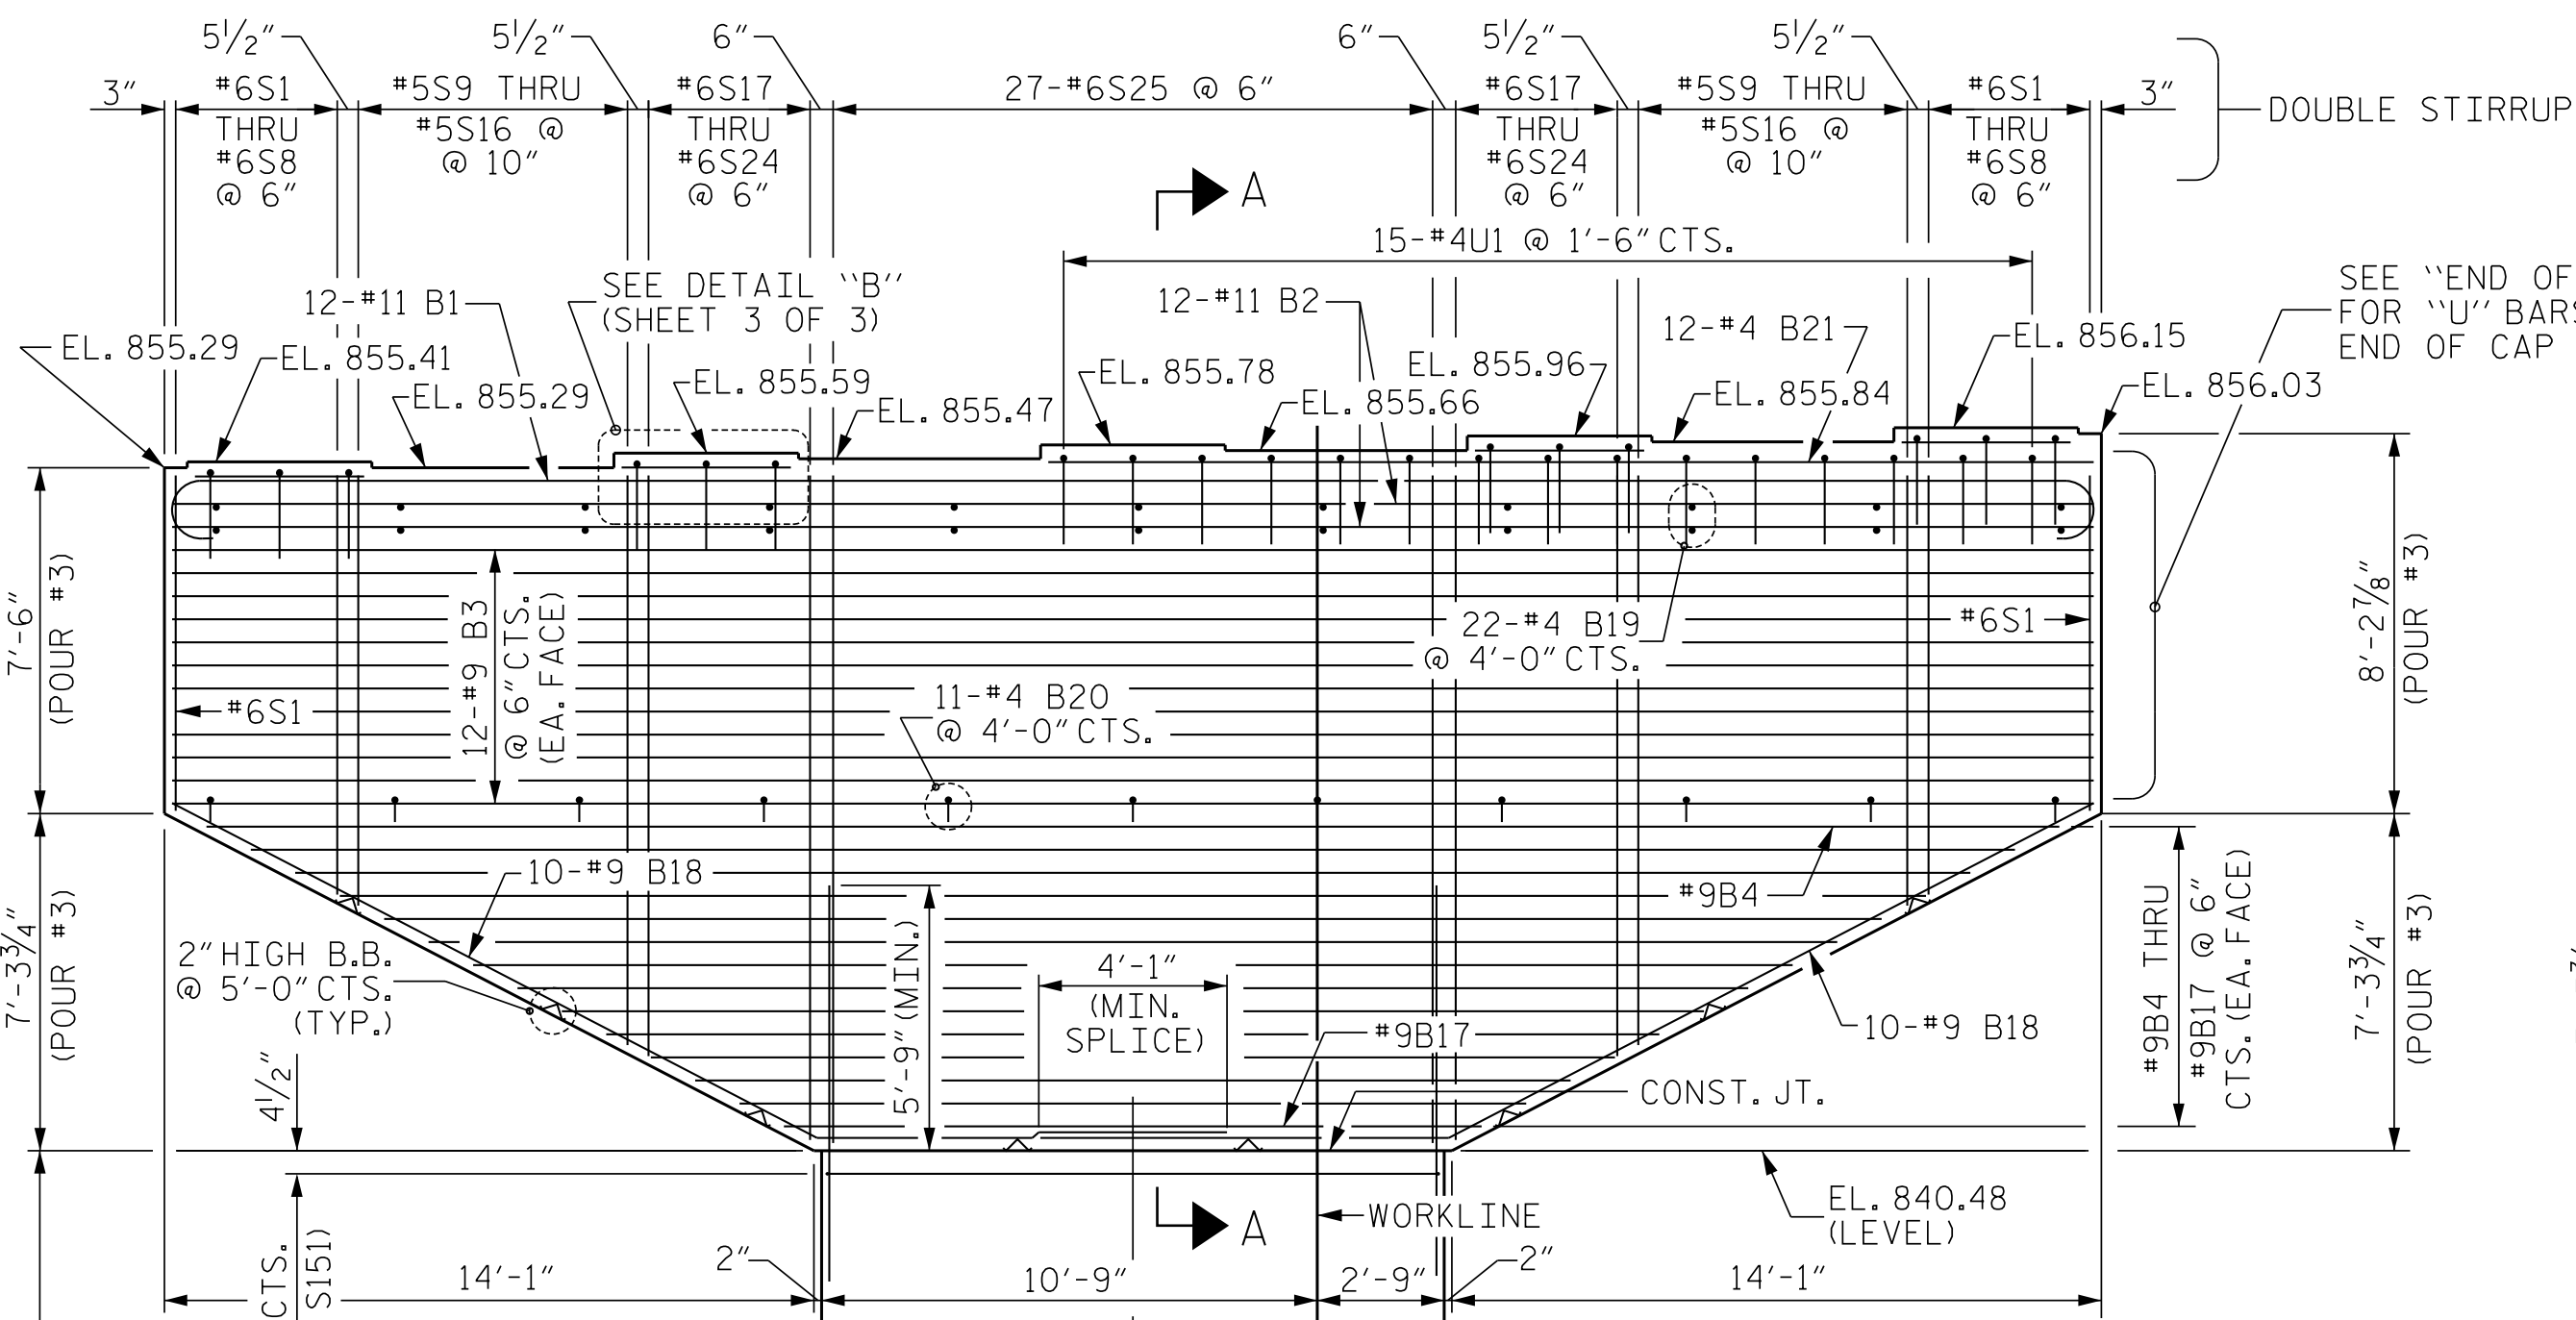 5½″
5½″
6″
6″
5½″
5½″
3″
#6S1
THRU
#6S8
@ 6″
#5S9 THRU
#5S16 @
@ 10″
#6S17
THRU
#6S24
@ 6″
27-#6S25 @ 6″
#6S17
THRU
#6S24
@ 6″
#5S9 THRU
#5S16 @
@ 10″
#6S1
THRU
#6S8
@ 6″
3″
DOUBLE STIRRUP
A
15-#4U1 @ 1′-6″ CTS.
SEE DETAIL “B”
(SHEET 3 OF 3)
12-#11 B1
12-#11 B2
12-#4 B21
SEE “END OF
FOR “U” BARS
END OF CAP
EL. 855.29
EL. 855.41
EL. 855.29
EL. 855.59
EL. 855.47
EL. 855.78
EL. 855.66
EL. 855.96
EL. 855.84
EL. 856.15
EL. 856.03
7′-6″
(POUR #3)
12-#9 B3
@ 6″ CTS.
(EA. FACE)
#6S1
22-#4 B19
@ 4′-0″ CTS.
#6S1
8′-2⅞″
(POUR #3)
11-#4 B20
@ 4′-0″ CTS.
7′-3¾″
(POUR #3)
10-#9 B18
#9B4
2″ HIGH B.B.
@ 5′-0″ CTS.
(TYP.)
5′-9″ (MIN.)
4′-1″
(MIN.
SPLICE)
#9B17
10-#9 B18
#9B4 THRU
#9B17 @ 6″
CTS. (EA. FACE)
7′-3¾″
(POUR #3)
4½″
CONST. JT.
EL. 840.48
(LEVEL)
A
WORKLINE
CTS.
S151)
14′-1″
2″
10′-9″
2′-9″
2″
14′-1″